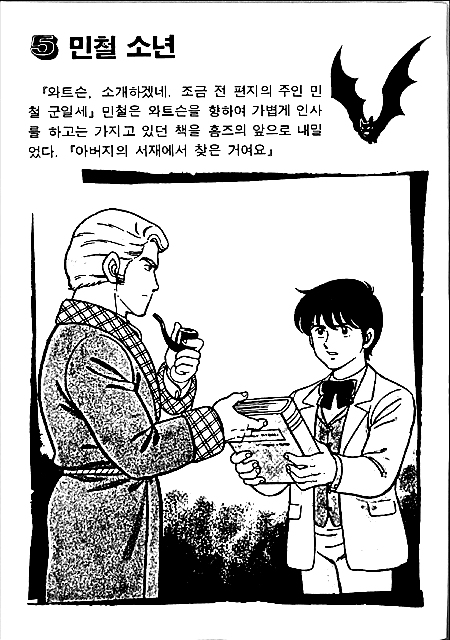 5 민철 소년
「와트슨, 소개하겠네. 조금 전 편지의 주인 민
철 군일세」 민철은 와트슨을 향하여 가볍게 인사
를 하고는 가지고 있던 책을 홈즈의 앞으로 내밀
었다. 「아버지의 서재에서 찾은 거여요」